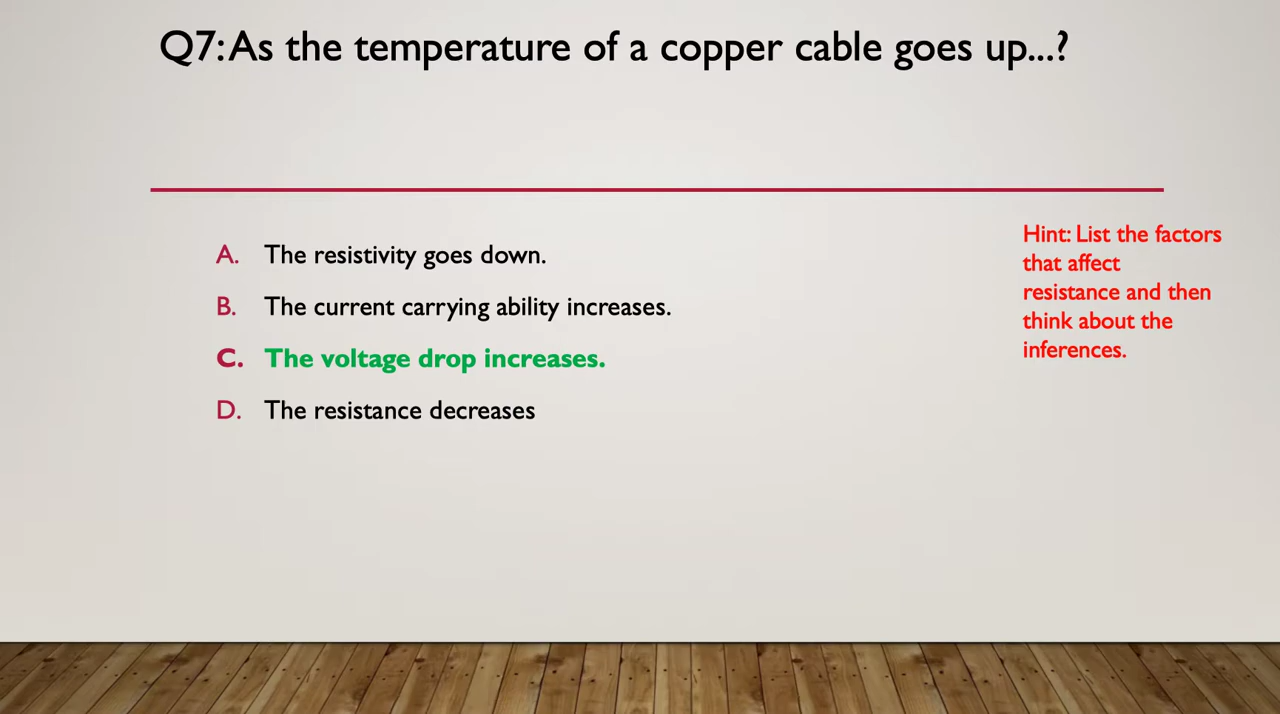 Q7: As the temperature of a copper cable goes up...?
A. The resistivity goes down.
B. The current carrying ability increases.
C. The voltage drop increases.
D. The resistance decreases
Hint: List the factors
that affect
resistance and then
think about the
inferences.